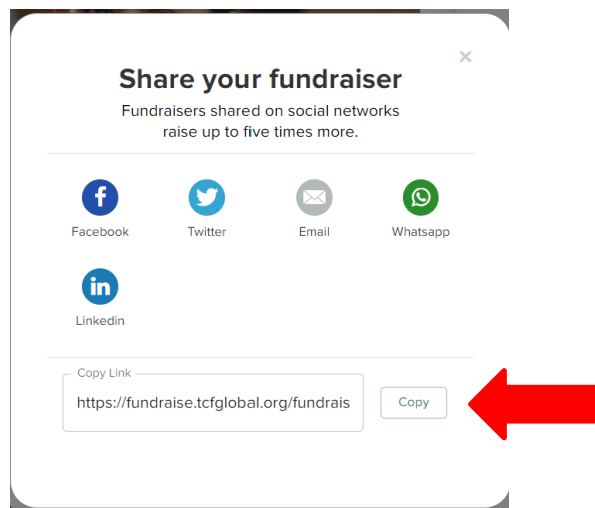 Share your fundraiser
Fundraisers shared on social networks
raise up to five times more.
Facebook
Twitter
Email
Whatsapp
Linkedin
Copy Link
https://fundraise.tcfglobal.org/fundrais
Copy